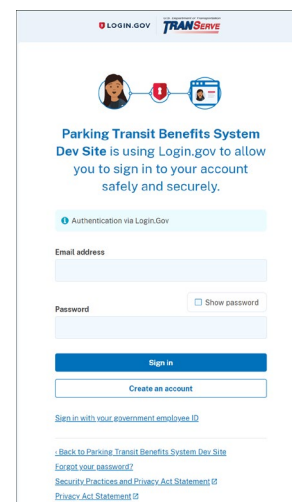 LOGIN.GOV
U.S. Department of Transportation
TRANSERVE
Parking Transit Benefits System
Dev Site is using Login.gov to allow
you to sign in to your account
safely and securely.
Authentication via Login.Gov
Email address
Show password
Password
Sign in
Create an account
Sign in with your government employee ID
‹ Back to Parking Transit Benefits System Dev Site
Forgot your password?
Security Practices and Privacy Act Statement
Privacy Act Statement